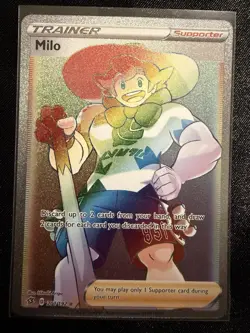 TRAINER
Supporter
Milo
Discard up to 2 cards from your hand, and draw
2 cards for each card you discarded in this way.
You may play only 1 Supporter card during your
turn.